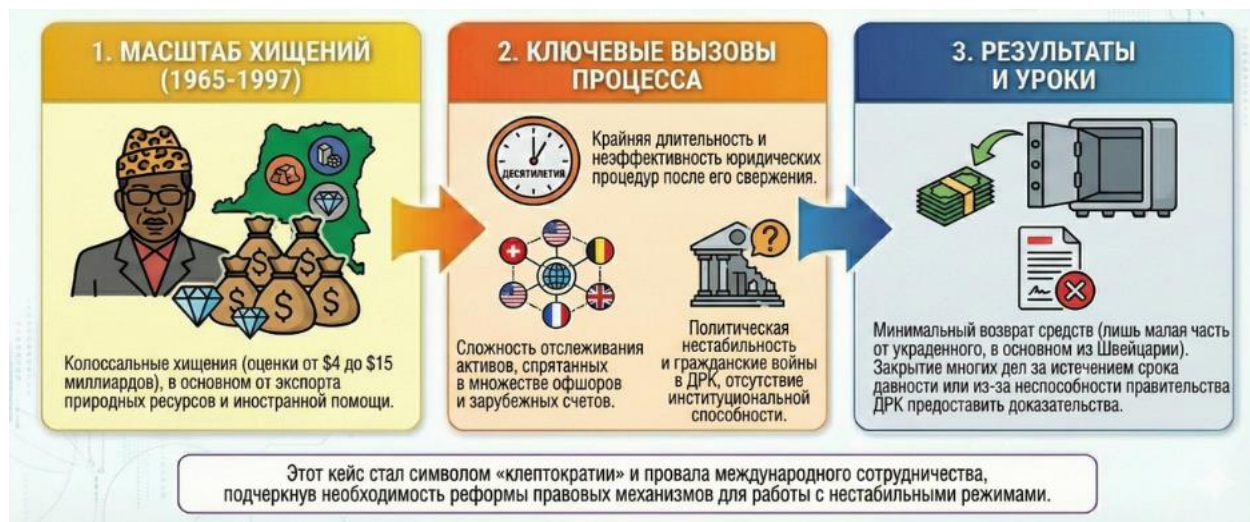 1. МАСШТАБ ХИЩЕНИЙ
(1965-1997)
Колоссальные хищения (оценки от $4 до $15
миллиардов), в основном от экспорта
природных ресурсов и иностранной помощи.
2. КЛЮЧЕВЫЕ ВЫЗОВЫ
ПРОЦЕССА
ДЕСЯТИЛЕТИЯ
Крайняя длительность и
неэффективность юридических
процедур после его свержения.
Сложность отслеживания
активов, спрятанных
в множестве офшоров
и зарубежных счетов.
Политическая
нестабильность
и гражданские войны
в ДРК, отсутствие
институциональной
способности.
3. РЕЗУЛЬТАТЫ
И УРОКИ
Минимальный возврат средств (лишь малая часть
от украденного, в основном из Швейцарии).
Закрытие многих дел за истечением срока
давности или из-за неспособности правительства
ДРК предоставить доказательства.
Этот кейс стал символом «клептократии» и провала международного сотрудничества,
подчеркнув необходимость реформы правовых механизмов для работы с нестабильными режимами.